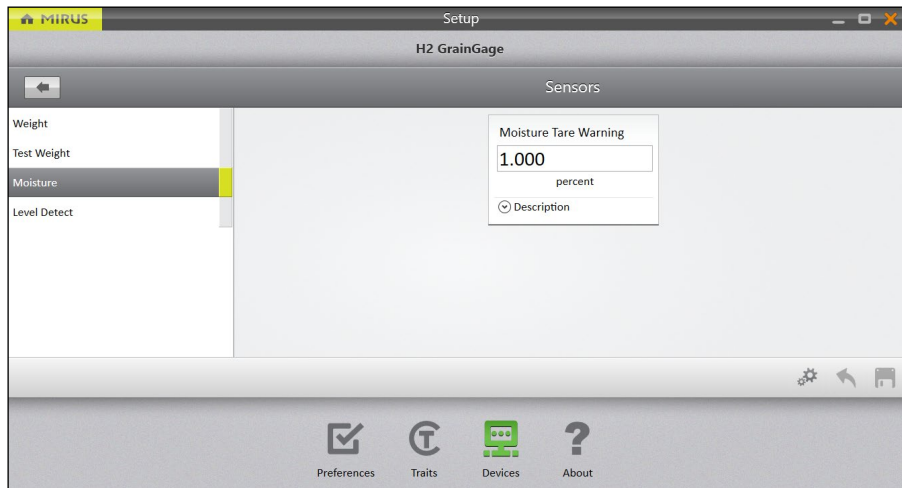 MIRUS
Setup
H2 GrainGage
Sensors
Weight
Test Weight
Moisture
Level Detect
Moisture Tare Warning
1.000
percent
Description
Preferences
Traits
Devices
About